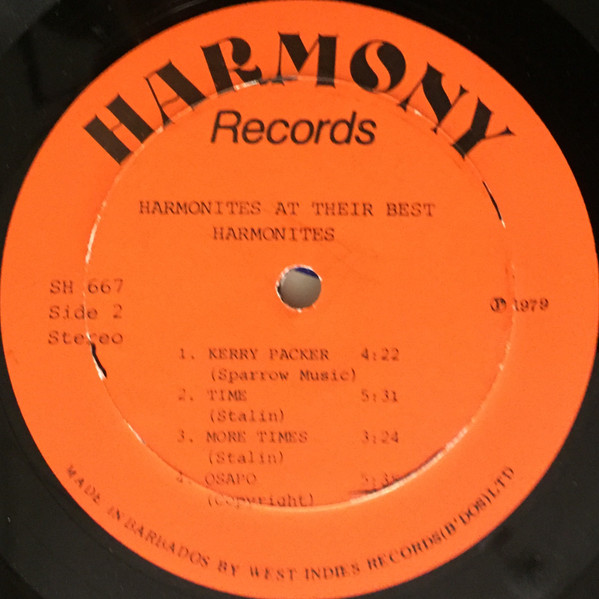 HARMONY
Records
HARMONITES AT THEIR BEST
HARMONITES
SH 667
Side 2
Stereo
℗ 1979
1. KERRY PACKER 4:22
(Sparrow Music)
2. TIME 5:31
(Stalin)
3. MORE TIMES 3:24
(Stalin)
4. OSAPO
(Copyright)
MADE IN BARBADOS BY WEST INDIES RECORDS(B'DOS)LTD